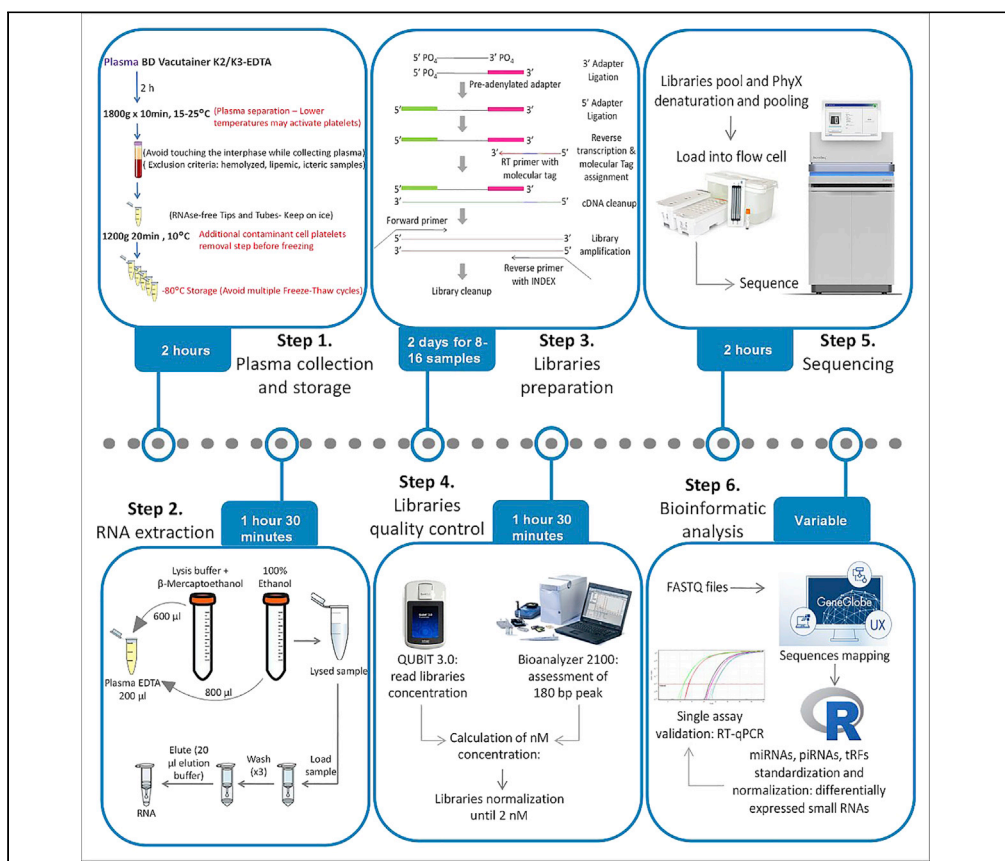 Plasma BD Vacutainer K2/K3-EDTA
2 h
1800g x 10min, 15-25°C (Plasma separation – Lower
temperatures may activate platelets)
(Avoid touching the interphase while collecting plasma)
( Exclusion criteria: hemolyzed, lipemic, icteric samples)
(RNAse-free Tips and Tubes- Keep on ice)
1200g 20min , 10°C Additional contaminant cell platelets
removal step before freezing
-80°C Storage (Avoid multiple Freeze-Thaw cycles)
2 hours
Step 1.
Plasma collection
and storage
5' PO₄ 3' PO₄
5' PO₄ 3'
3' Adapter
Ligation
Pre-adenylated adapter
5' 3'
5' Adapter
Ligation
5' 3'
3' 5'
RT primer with
molecular tag
Reverse
transcription &
molecular Tag
assignment
5' 3'
3' 5'
cDNA cleanup
Forward primer
5' 3'
3' 5'
Library
amplification
Reverse primer
with INDEX
Library cleanup
2 days for 8-
16 samples
Step 3.
Libraries
preparation
Libraries pool and PhyX
denaturation and pooling
Load into flow cell
Sequence
2 hours
Step 5.
Sequencing
Step 2.
RNA extraction
1 hour 30
minutes
Lysis buffer +
β-Mercaptoethanol
100%
Ethanol
600 µl
Plasma EDTA
200 µl
800 µl
Lysed sample
Load
sample
Wash
(x3)
Elute (20
µl elution
buffer)
RNA
Step 4.
Libraries
quality control
1 hour 30
minutes
QUBIT 3.0:
read libraries
concentration
Bioanalyzer 2100:
assessment of
180 bp peak
Calculation of nM
concentration:
Libraries normalization
until 2 nM
Step 6.
Bioinformatic
analysis
Variable
FASTQ files
GeneGlobe
UX
Sequences mapping
R
Single assay
validation: RT-qPCR
miRNAs, piRNAs, tRFs
standardization and
normalization: differentially
expressed small RNAs